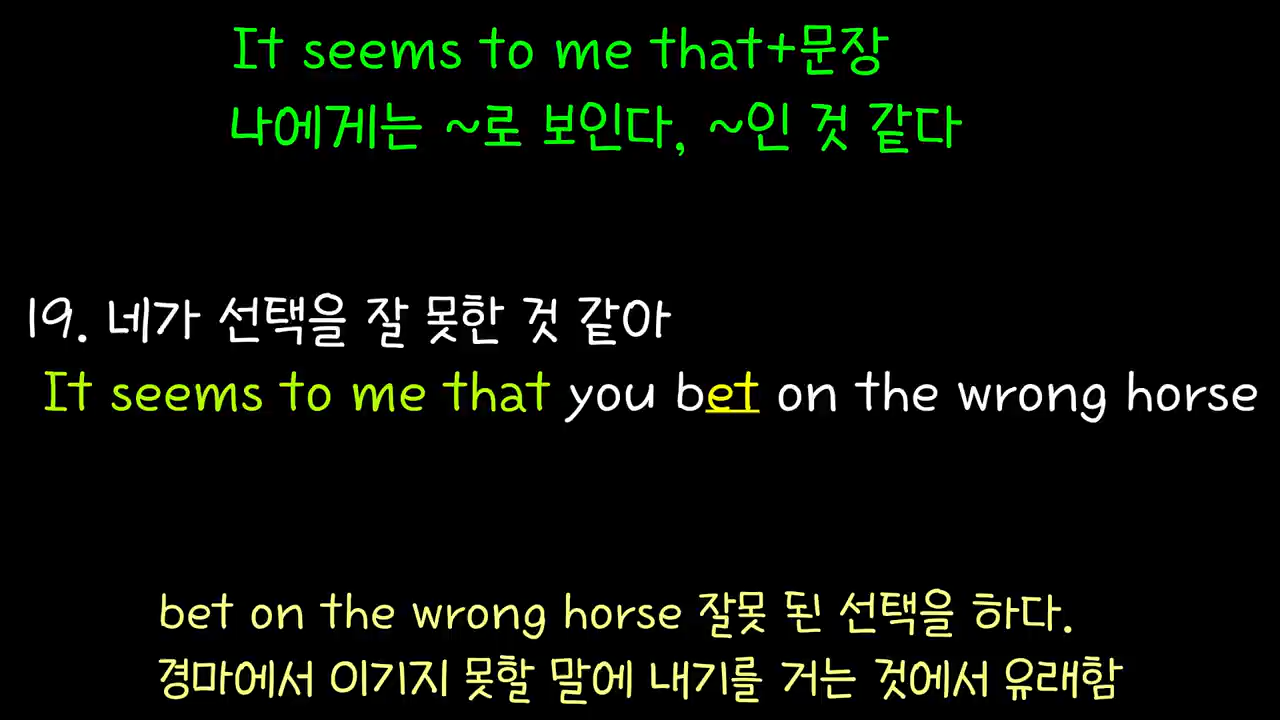 It seems to me that+문장
나에게는 ~로 보인다, ~인 것 같다
19. 네가 선택을 잘 못한 것 같아
It seems to me that you bet on the wrong horse
bet on the wrong horse 잘못 된 선택을 하다.
경마에서 이기지 못할 말에 내기를 거는 것에서 유래함